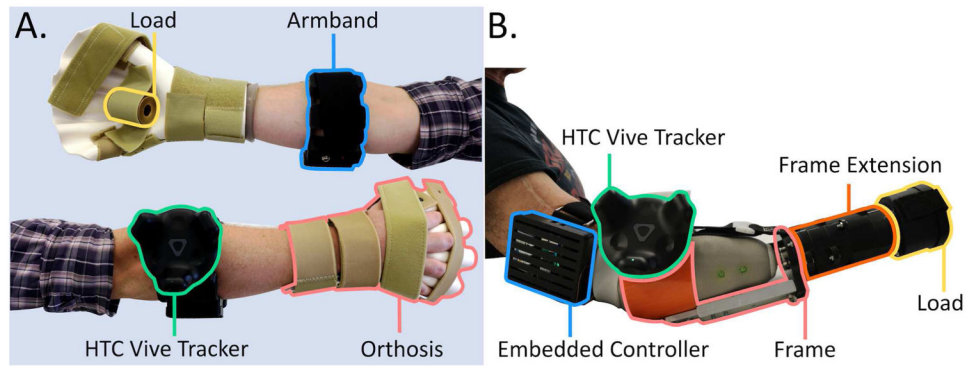 A.
Load
Armband
HTC Vive Tracker
Orthosis
B.
HTC Vive Tracker
Frame Extension
Load
Embedded Controller
Frame